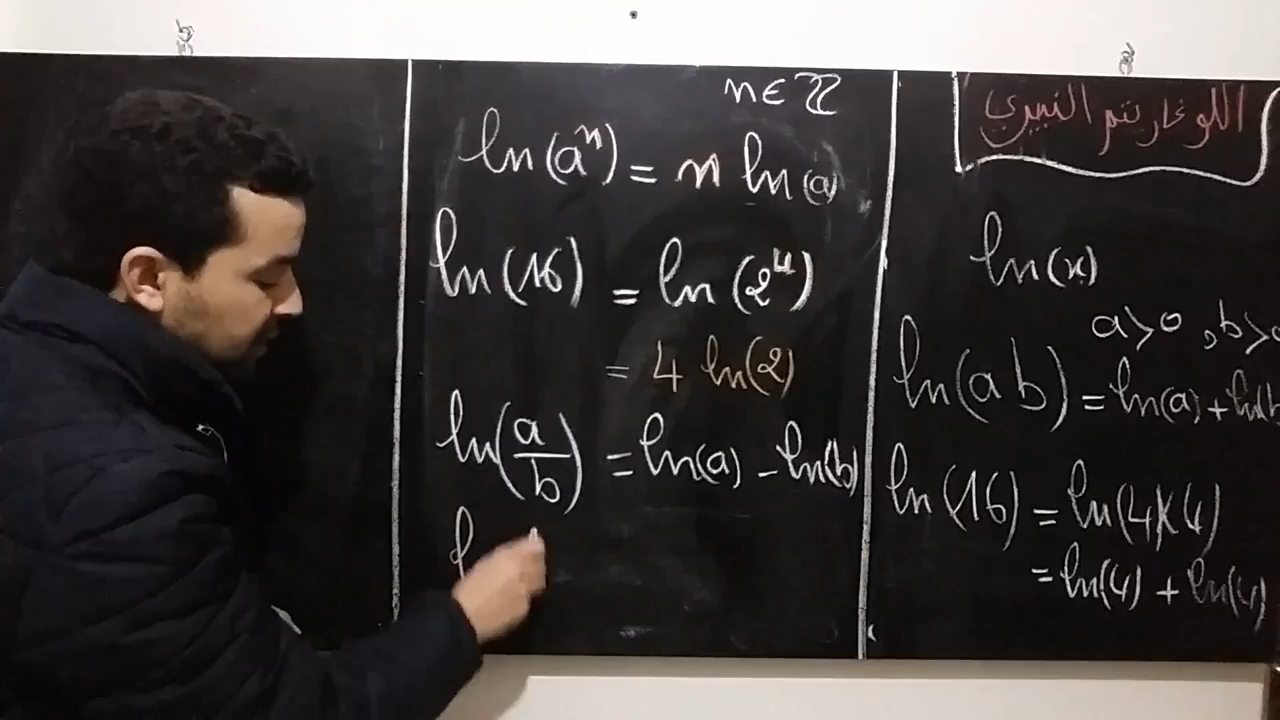 اللوغاريتم النيبيري
ln(x)
a>0 , b>0
ln(ab) = ln(a) + ln(b
ln(16) = ln(4×4)
= ln(4) + ln(4)
n ∈ ℤ
ln(aⁿ) = n ln(a)
ln(16) = ln(2⁴)
= 4 ln(2)
ln(a/b) = ln(a) - ln(b)
l